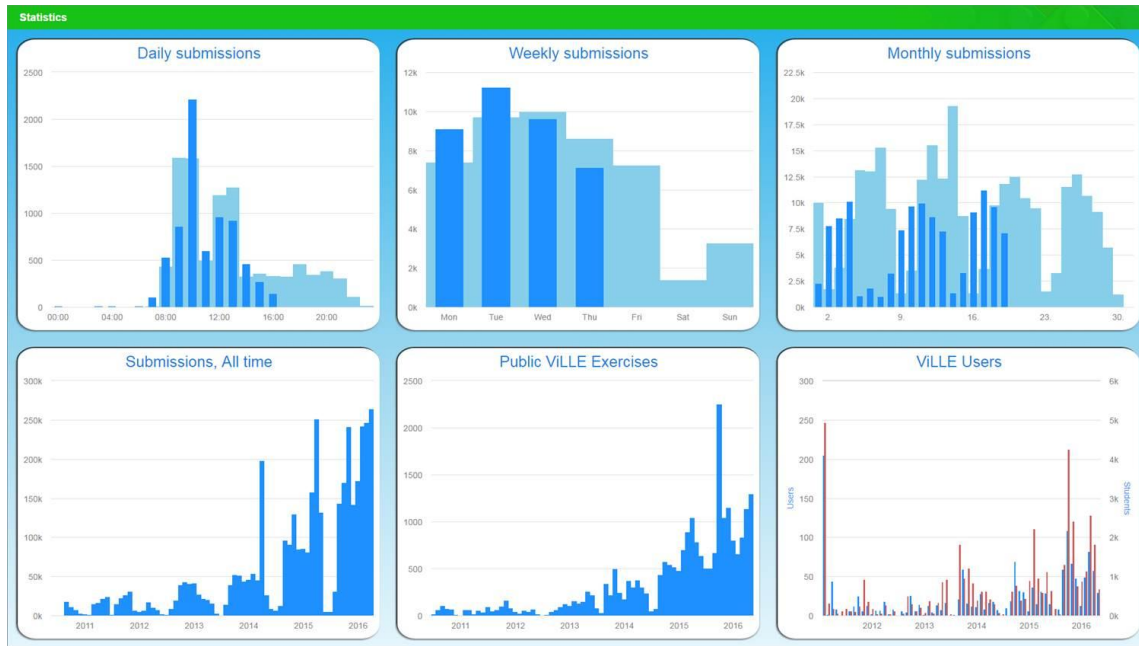 Statistics
Daily submissions
2500
2000
1500
1000
500
0
00:00 04:00 08:00 12:00 16:00 20:00
Weekly submissions
12k
10k
8k
6k
4k
2k
0k
Mon Tue Wed Thu Fri Sat Sun
Monthly submissions
22.5k
20k
17.5k
15k
12.5k
10k
7.5k
5k
2.5k
0k
2. 9. 16. 23. 30.
Submissions, All time
300k
250k
200k
150k
100k
50k
0k
2011 2012 2013 2014 2015 2016
Public ViLLE Exercises
2500
2000
1500
1000
500
0
2011 2012 2013 2014 2015 2016
ViLLE Users
300 6k
250 5k
200 4k
150 3k
100 2k
50 1k
0 0k
Users
Students
2012 2013 2014 2015 2016